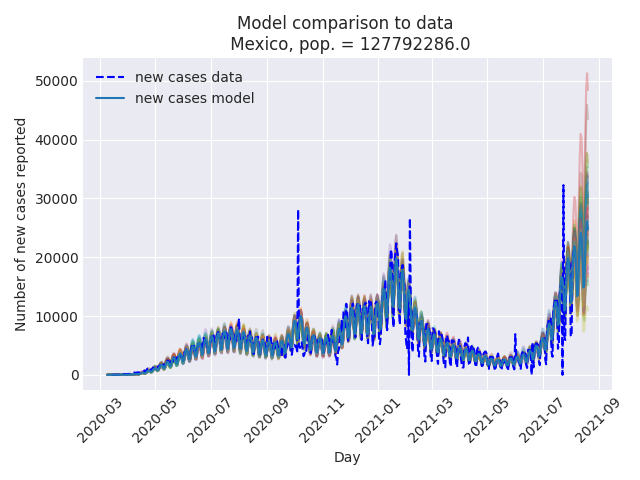 Model comparison to data
Mexico, pop. = 127792286.0
new cases data
new cases model
Number of new cases reported
50000
40000
30000
20000
10000
0
2020-03
2020-05
2020-07
2020-09
2020-11
2021-01
2021-03
2021-05
2021-07
2021-09
Day